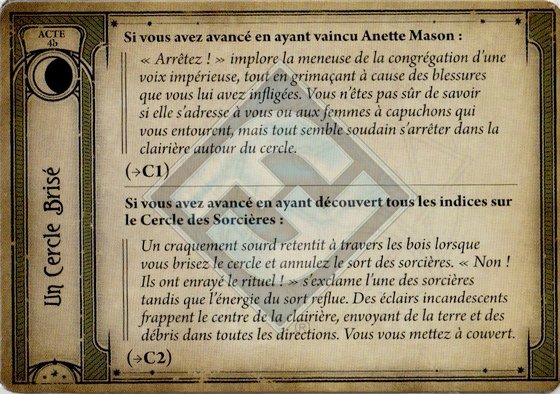 ACTE
4b
Un Cercle Brisé
Si vous avez avancé en ayant vaincu Anette Mason :
« Arrêtez ! » implore la meneuse de la congrégation d'une
voix impérieuse, tout en grimaçant à cause des blessures
que vous lui avez infligées. Vous n'êtes pas sûr de savoir
si elle s'adresse à vous ou aux femmes à capuchons qui
vous entourent, mais tout semble soudain s'arrêter dans la
clairière autour du cercle.
(→C1)
Si vous avez avancé en ayant découvert tous les indices sur
le Cercle des Sorcières :
Un craquement sourd retentit à travers les bois lorsque
vous brisez le cercle et annulez le sort des sorcières. « Non !
Ils ont enrayé le rituel ! » s'exclame l'une des sorcières
tandis que l'énergie du sort reflue. Des éclairs incandescents
frappent le centre de la clairière, envoyant de la terre et des
débris dans toutes les directions. Vous vous mettez à couvert.
(→C2)